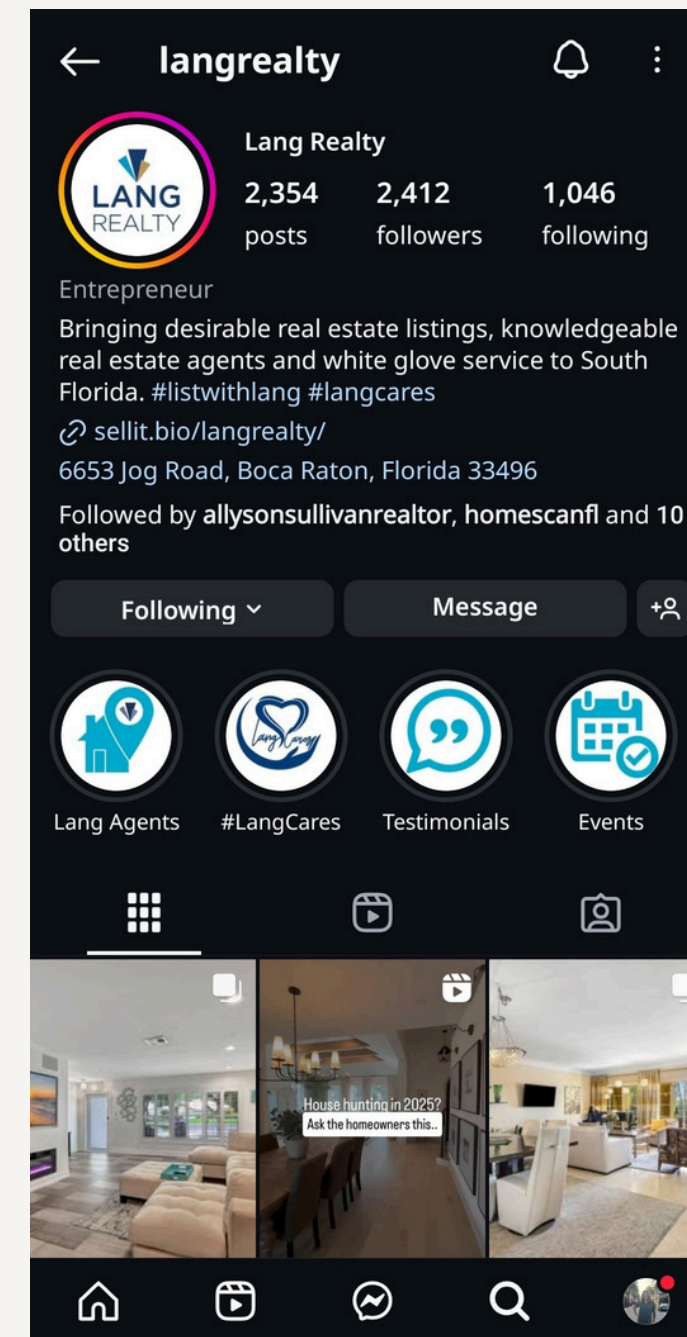 langrealty
LANG
REALTY
Lang Realty
2,354
2,412
1,046
posts
followers
following
Entrepreneur
Bringing desirable real estate listings, knowledgeable
real estate agents and white glove service to South
Florida. #listwithlang #langcares
sellit.bio/langrealty/
6653 Jog Road, Boca Raton, Florida 33496
Followed by allysonsullivanrealtor, homescanfl and 10
others
Following
Message
Lang Cares
Lang Agents
#LangCares
Testimonials
Events
House hunting in 2025?
Ask the homeowners this..